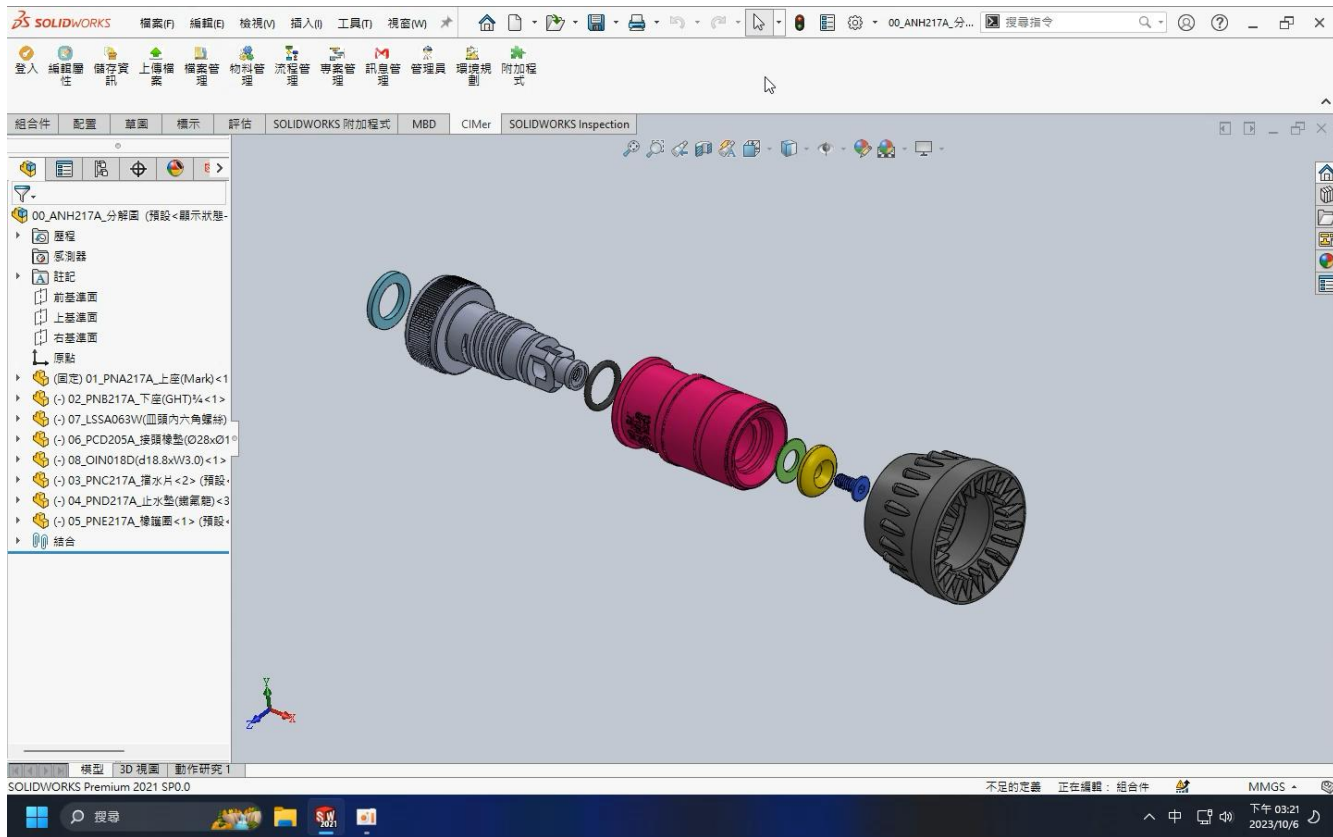 SOLIDWORKS 檔案(F) 編輯(E) 檢視(V) 插入(I) 工具(T) 視窗(W) 00_ANH217A_分... 搜尋指令
登入 編輯屬性 儲存資訊 上傳檔案 檔案管理 物料管理 流程管理 專案管理 訊息管理 管理員 環境規劃 附加程式
組合件 配置 草圖 標示 評估 SOLIDWORKS 附加程式 MBD CIMer SOLIDWORKS Inspection
00_ANH217A_分解圖 (預設<顯示狀態-
歷程
感測器
註記
前基準面
上基準面
右基準面
原點
(固定) 01_PNA217A_上座(Mark)<1
(-) 02_PNB217A_下座(GHT)¾<1>
(-) 07_LSSA063W(皿頭內六角螺絲)
(-) 06_PCD205A_接頭橡墊(Ø28xØ1
(-) 08_OIN018D(d18.8xW3.0)<1>
(-) 03_PNC217A_擋水片<2> (預設<
(-) 04_PND217A_止水墊(鐵氟龍)<3
(-) 05_PNE217A_橡護圈<1> (預設<
結合
Y
X
Z
模型 3D 視圖 動作研究 1
SOLIDWORKS Premium 2021 SP0.0 不足的定義 正在編輯： 組合件 MMGS
搜尋 SW 2021 中 下午 03:21
2023/10/6